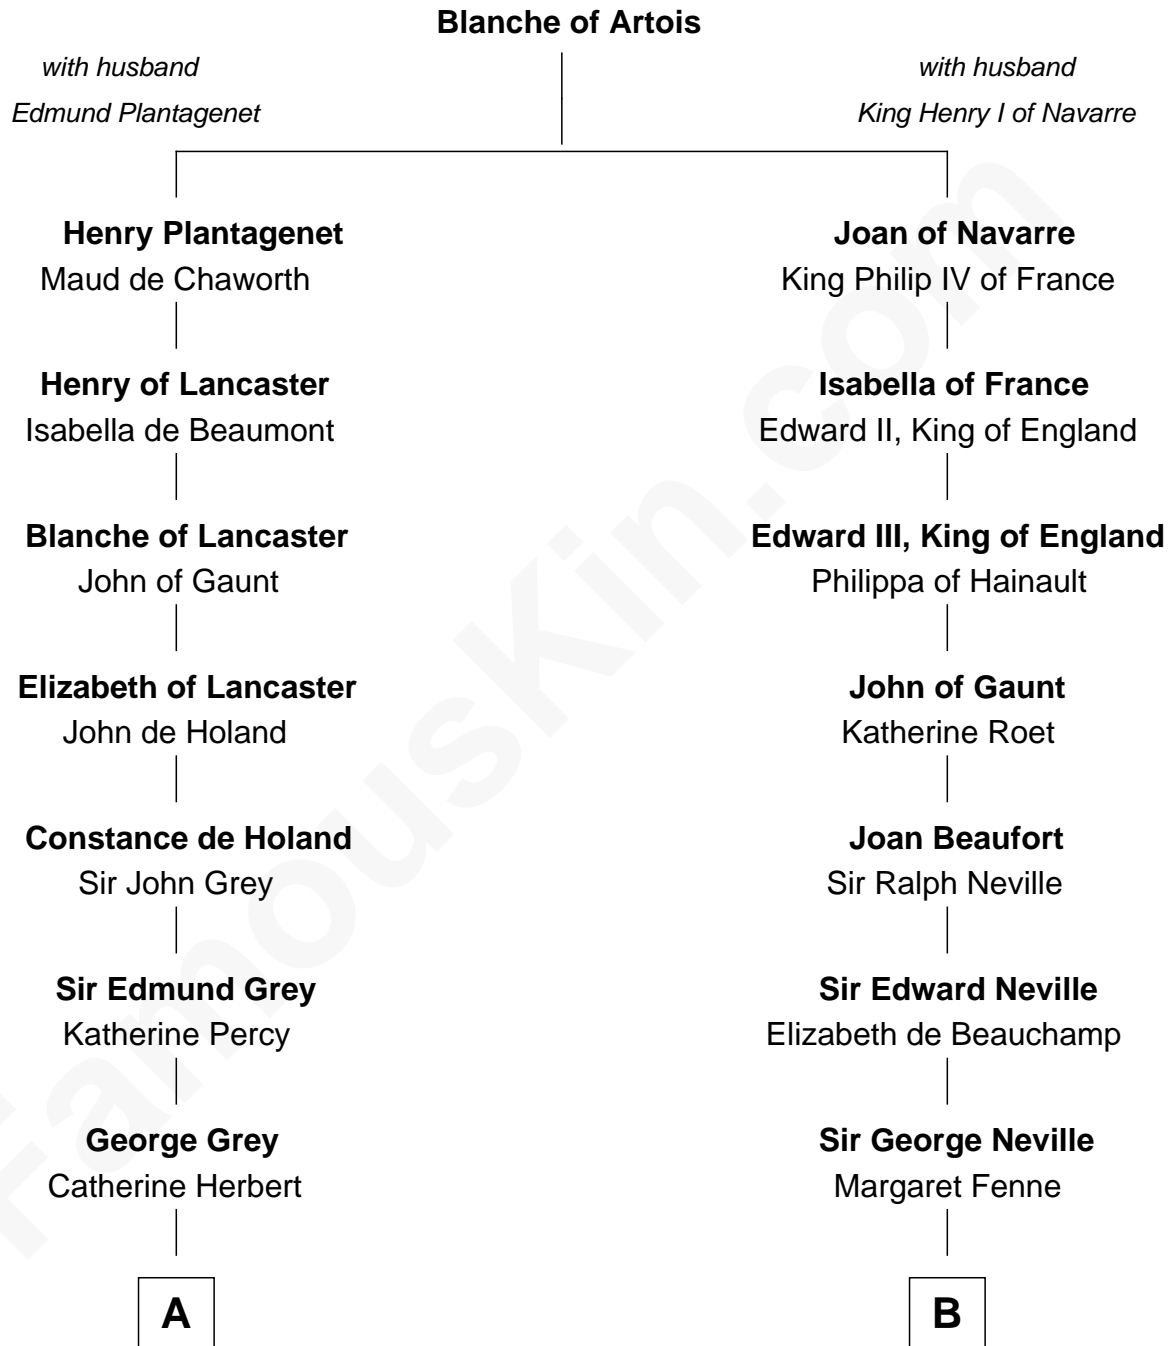 Blanche of Artois
with husband
Edmund Plantagenet
with husband
King Henry I of Navarre
Henry Plantagenet
Maud de Chaworth
Joan of Navarre
King Philip IV of France
Henry of Lancaster
Isabella de Beaumont
Isabella of France
Edward II, King of England
Blanche of Lancaster
John of Gaunt
Edward III, King of England
Philippa of Hainault
Elizabeth of Lancaster
John de Holand
John of Gaunt
Katherine Roet
Constance de Holand
Sir John Grey
Joan Beaufort
Sir Ralph Neville
Sir Edmund Grey
Katherine Percy
Sir Edward Neville
Elizabeth de Beauchamp
George Grey
Catherine Herbert
Sir George Neville
Margaret Fenne
A
B
FamousKin.com